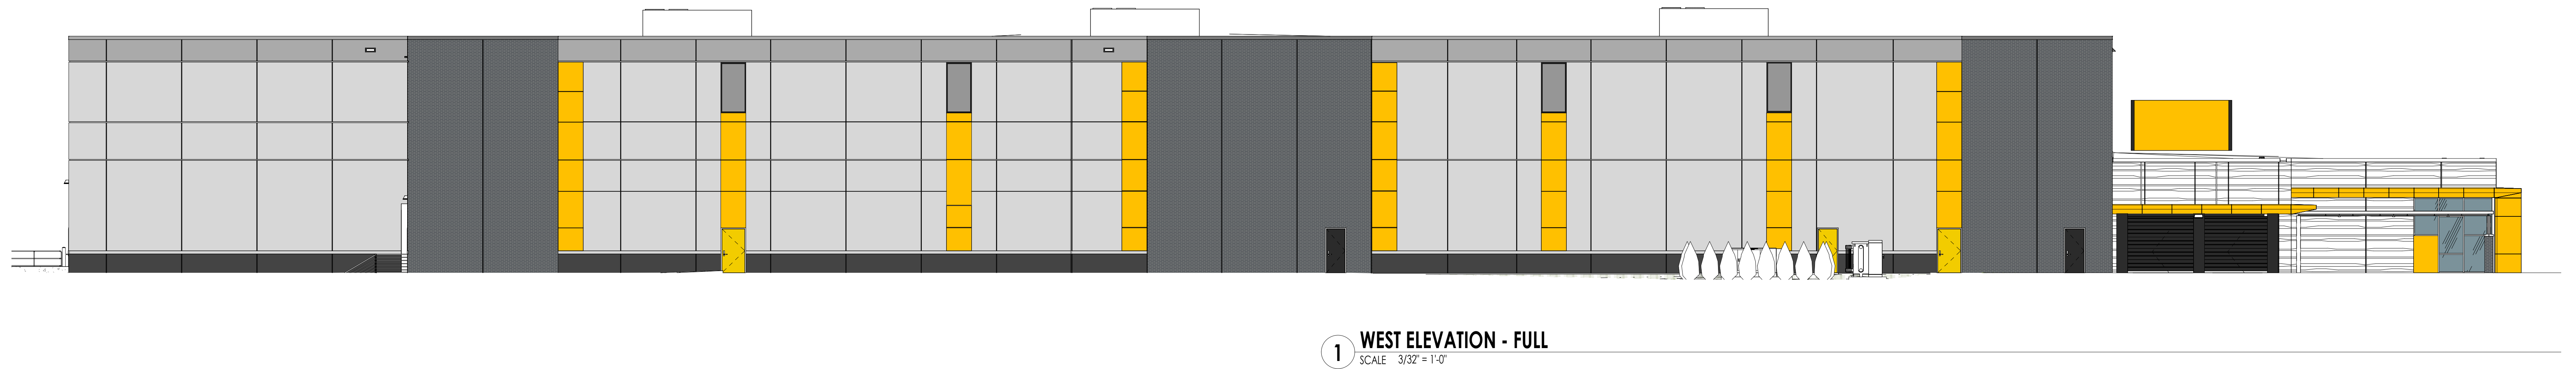 1
WEST ELEVATION - FULL
SCALE 3/32" = 1'-0"